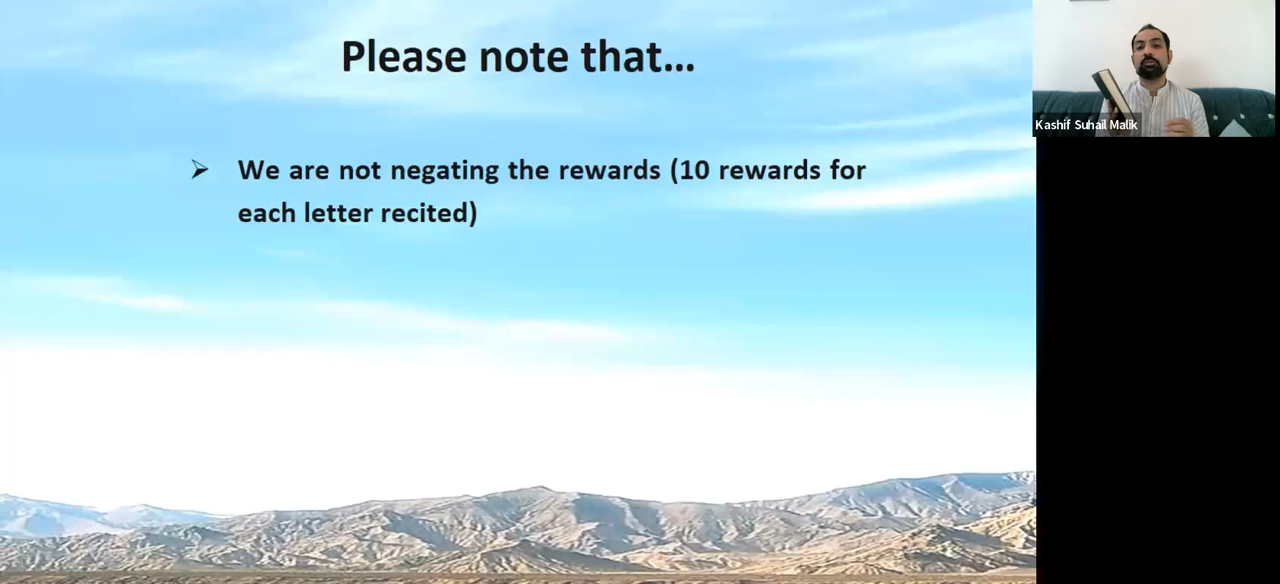 Please note that...
➢ We are not negating the rewards (10 rewards for
each letter recited)
Kashif Suhail Malik